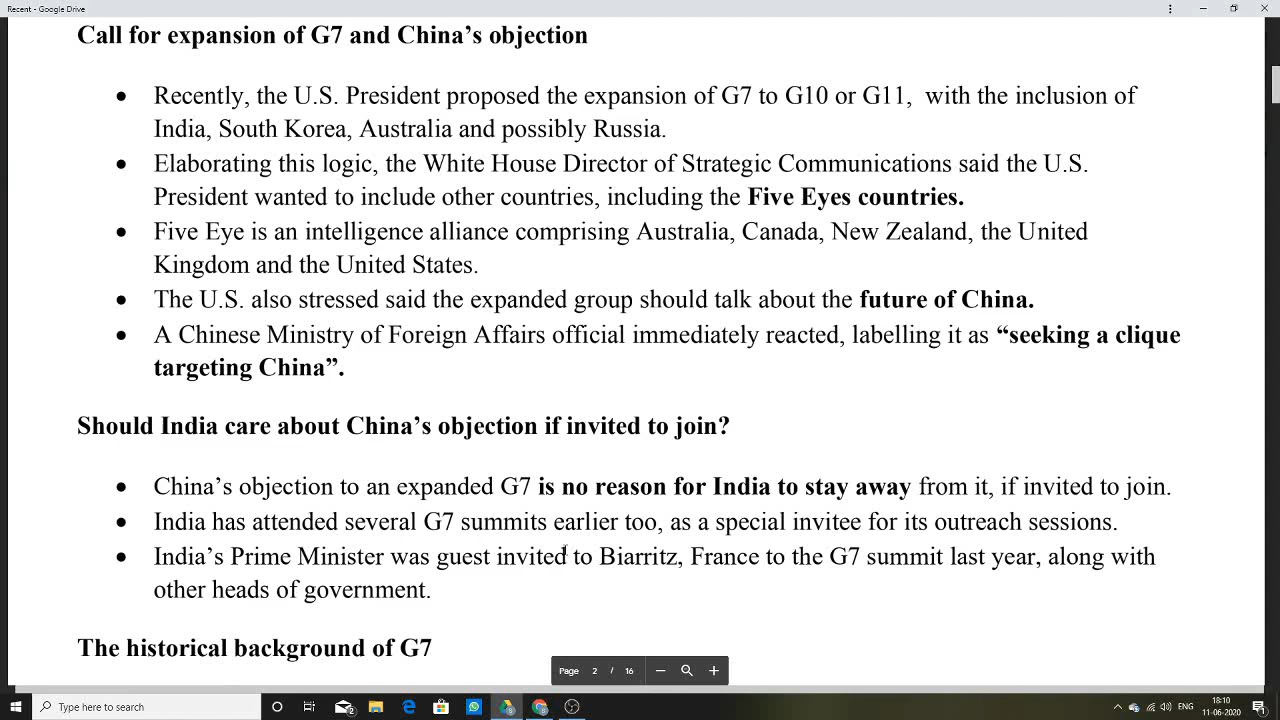 Recent - Google Drive
Call for expansion of G7 and China’s objection
• Recently, the U.S. President proposed the expansion of G7 to G10 or G11,  with the inclusion of
India, South Korea, Australia and possibly Russia.
• Elaborating this logic, the White House Director of Strategic Communications said the U.S.
President wanted to include other countries, including the Five Eyes countries.
• Five Eye is an intelligence alliance comprising Australia, Canada, New Zealand, the United
Kingdom and the United States.
• The U.S. also stressed said the expanded group should talk about the future of China.
• A Chinese Ministry of Foreign Affairs official immediately reacted, labelling it as “seeking a clique
targeting China”.
Should India care about China’s objection if invited to join?
• China’s objection to an expanded G7 is no reason for India to stay away from it, if invited to join.
• India has attended several G7 summits earlier too, as a special invitee for its outreach sessions.
• India’s Prime Minister was guest invited to Biarritz, France to the G7 summit last year, along with
other heads of government.
The historical background of G7
Page 2 / 16
Type here to search
ENG
18:10
11-06-2020